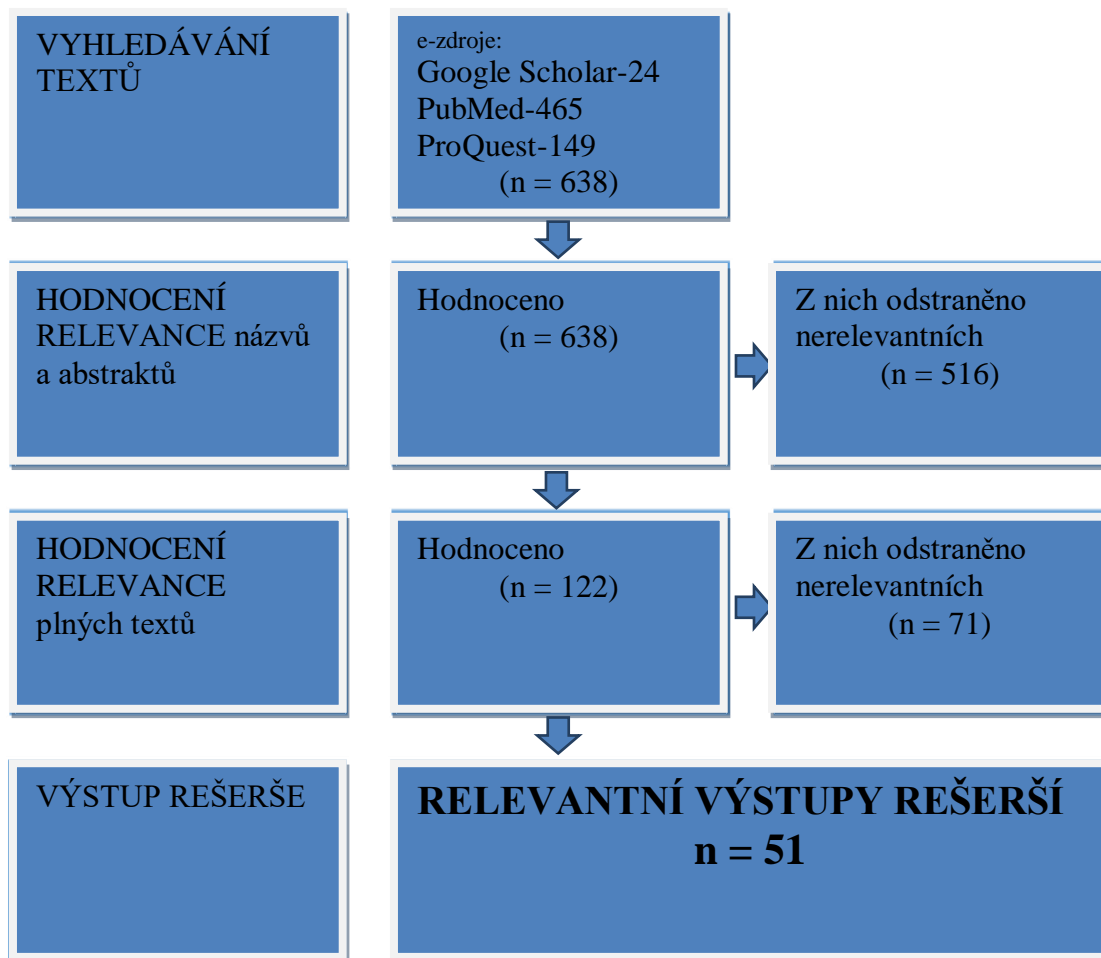 VYHLEDÁVÁNÍ
TEXTŮ
e-zdroje:
Google Scholar-24
PubMed-465
ProQuest-149
(n = 638)
HODNOCENÍ
RELEVANCE názvů
a abstraktů
Hodnoceno
(n = 638)
Z nich odstraněno
nerelevantních
(n = 516)
HODNOCENÍ
RELEVANCE
plných textů
Hodnoceno
(n = 122)
Z nich odstraněno
nerelevantních
(n = 71)
VÝSTUP REŠERŠE
RELEVANTNÍ VÝSTUPY REŠERŠÍ
n = 51